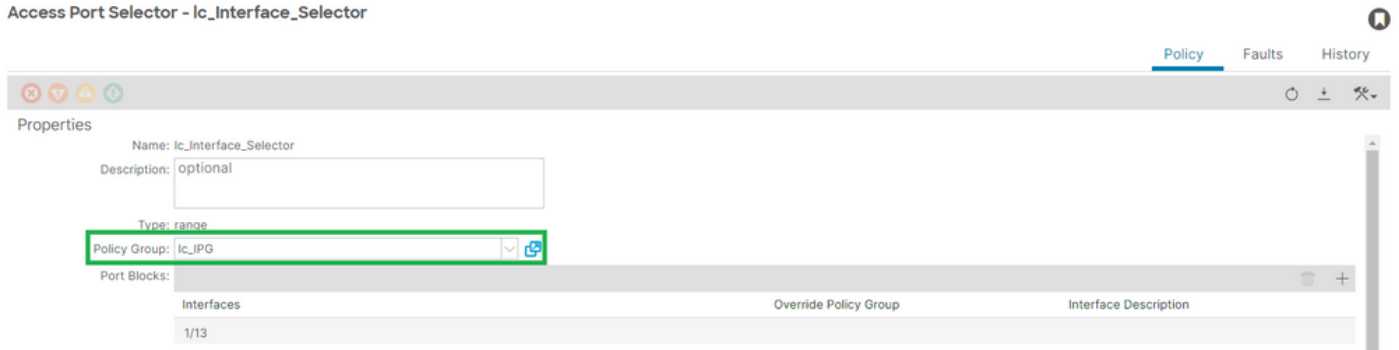 Access Port Selector - lc_Interface_Selector
Policy Faults History
Properties
Name: lc_Interface_Selector
Description: optional
Type: range
Policy Group: lc_IPG
Port Blocks:
Interfaces Override Policy Group Interface Description
1/13